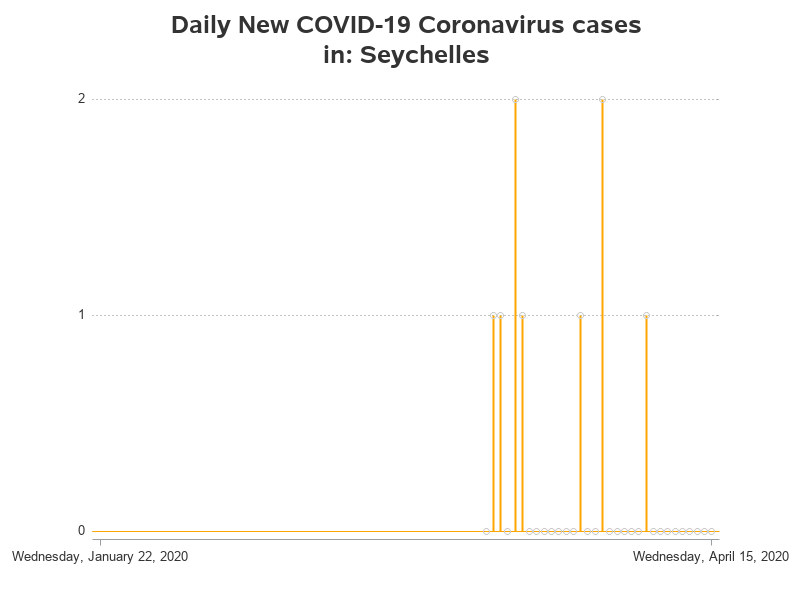 Daily New COVID-19 Coronavirus cases
in: Seychelles
2
1
0
Wednesday, January 22, 2020
Wednesday, April 15, 2020